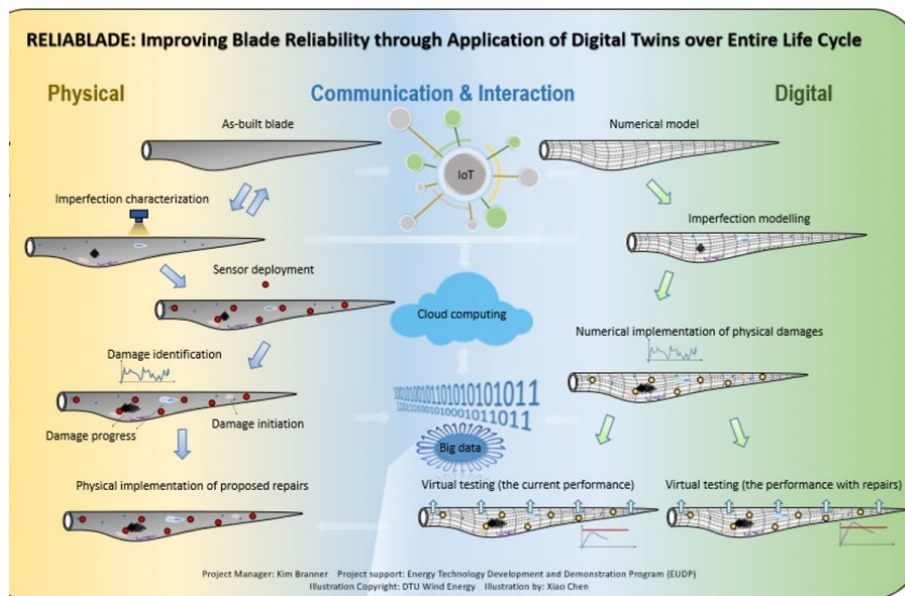 RELIABLADE: Improving Blade Reliability through Application of Digital Twins over Entire Life Cycle
Physical
Communication & Interaction
Digital
As-built blade
Numerical model
IoT
Imperfection characterization
Imperfection modelling
Sensor deployment
Cloud computing
Numerical implementation of physical damages
Damage identification
1001010010110101010101011
11011010010100010110 11
Damage progress
Damage initiation
Big data
Physical implementation of proposed repairs
Virtual testing (the current performance)
Virtual testing (the performance with repairs)
Project Manager: Kim Branner Project support: Energy Technology Development and Demonstration Program (EUDP)
Illustration Copyright: DTU Wind Energy Illustration by: Xiao Chen